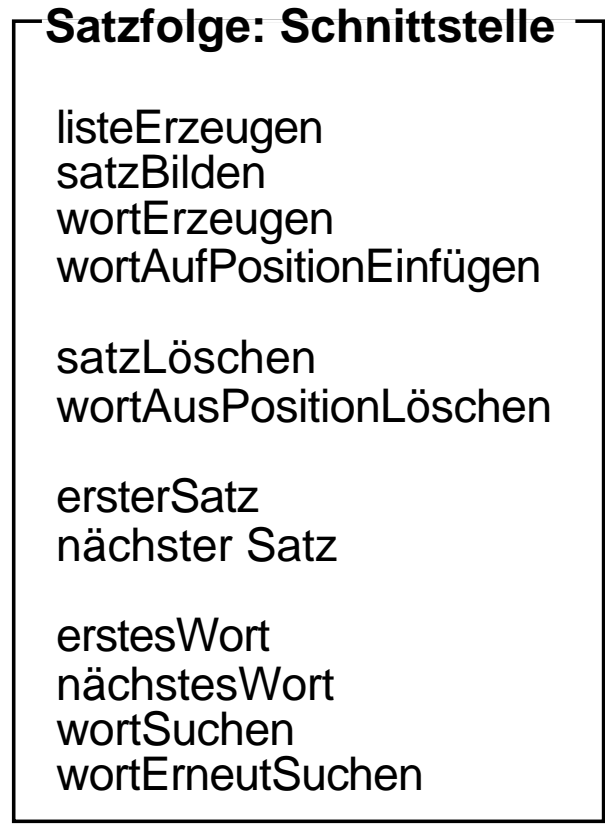 Satzfolge: Schnittstelle
listeErzeugen
satzBilden
wortErzeugen
wortAufPositionEinfügen
satzLöschen
wortAusPositionLöschen
ersterSatz
nächster Satz
erstesWort
nächstesWort
wortSuchen
wortErneutSuchen